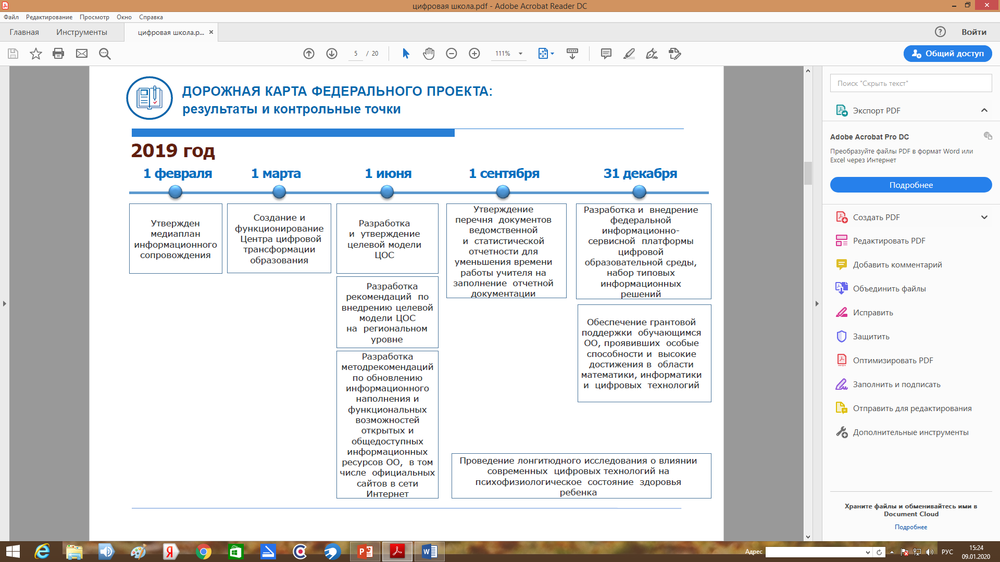 цифровая школа.pdf - Adobe Acrobat Reader DC
Файл Редактирование Просмотр Окно Справка
Главная Инструменты цифровая школа.р... × Войти
5 / 20 111% Общий доступ
ДОРОЖНАЯ КАРТА ФЕДЕРАЛЬНОГО ПРОЕКТА:
результаты и контрольные точки
2019 год
1 февраля
1 марта
1 июня
1 сентября
31 декабря
Утвержден
медиаплан
информационного
сопровождения
Создание и
функционирование
Центра цифровой
трансформации
образования
Разработка
и утверждение
целевой модели
ЦОС
Разработка
рекомендаций по
внедрению целевой
модели ЦОС
на региональном
уровне
Разработка
методрекомендаций
по обновлению
информационного
наполнения и
функциональных
возможностей
открытых и
общедоступных
информационных
ресурсов ОО, в том
числе официальных
сайтов в сети
Интернет
Утверждение
перечня документов
ведомственной
и статистической
отчетности для
уменьшения времени
работы учителя на
заполнение отчетной
документации
Разработка и внедрение
федеральной
информационно-
сервисной платформы
цифровой
образовательной среды,
набор типовых
информационных
решений
Обеспечение грантовой
поддержки обучающимся
ОО, проявивших особые
способности и высокие
достижения в области
математики, информатики
и цифровых технологий
Проведение лонгитюдного исследования о влиянии
современных цифровых технологий на
психофизиологическое состояние здоровья
ребенка
Поиск "Скрыть текст"
Экспорт PDF
Adobe Acrobat Pro DC
Преобразуйте файлы PDF в формат Word или
Excel через Интернет
Подробнее
Создать PDF
Редактировать PDF
Добавить комментарий
Объединить файлы
Исправить
Защитить
Оптимизировать PDF
Заполнить и подписать
Отправить для редактирования
Дополнительные инструменты
Храните файлы и обменивайтесь ими в
Document Cloud
Подробнее
Адрес РУС 15:24
09.01.2020